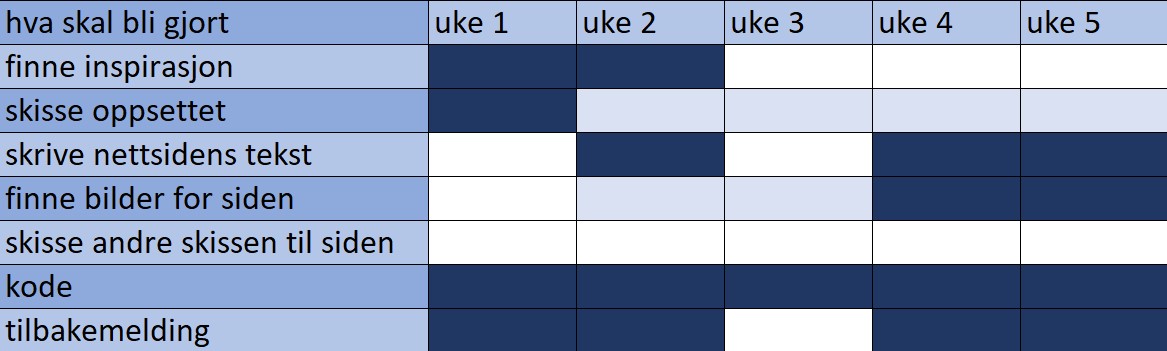 hva skal bli gjort uke 1 uke 2 uke 3 uke 4 uke 5
finne inspirasjon
skisse oppsettet
skrive nettsidens tekst
finne bilder for siden
skisse andre skissen til siden
kode
tilbakemelding